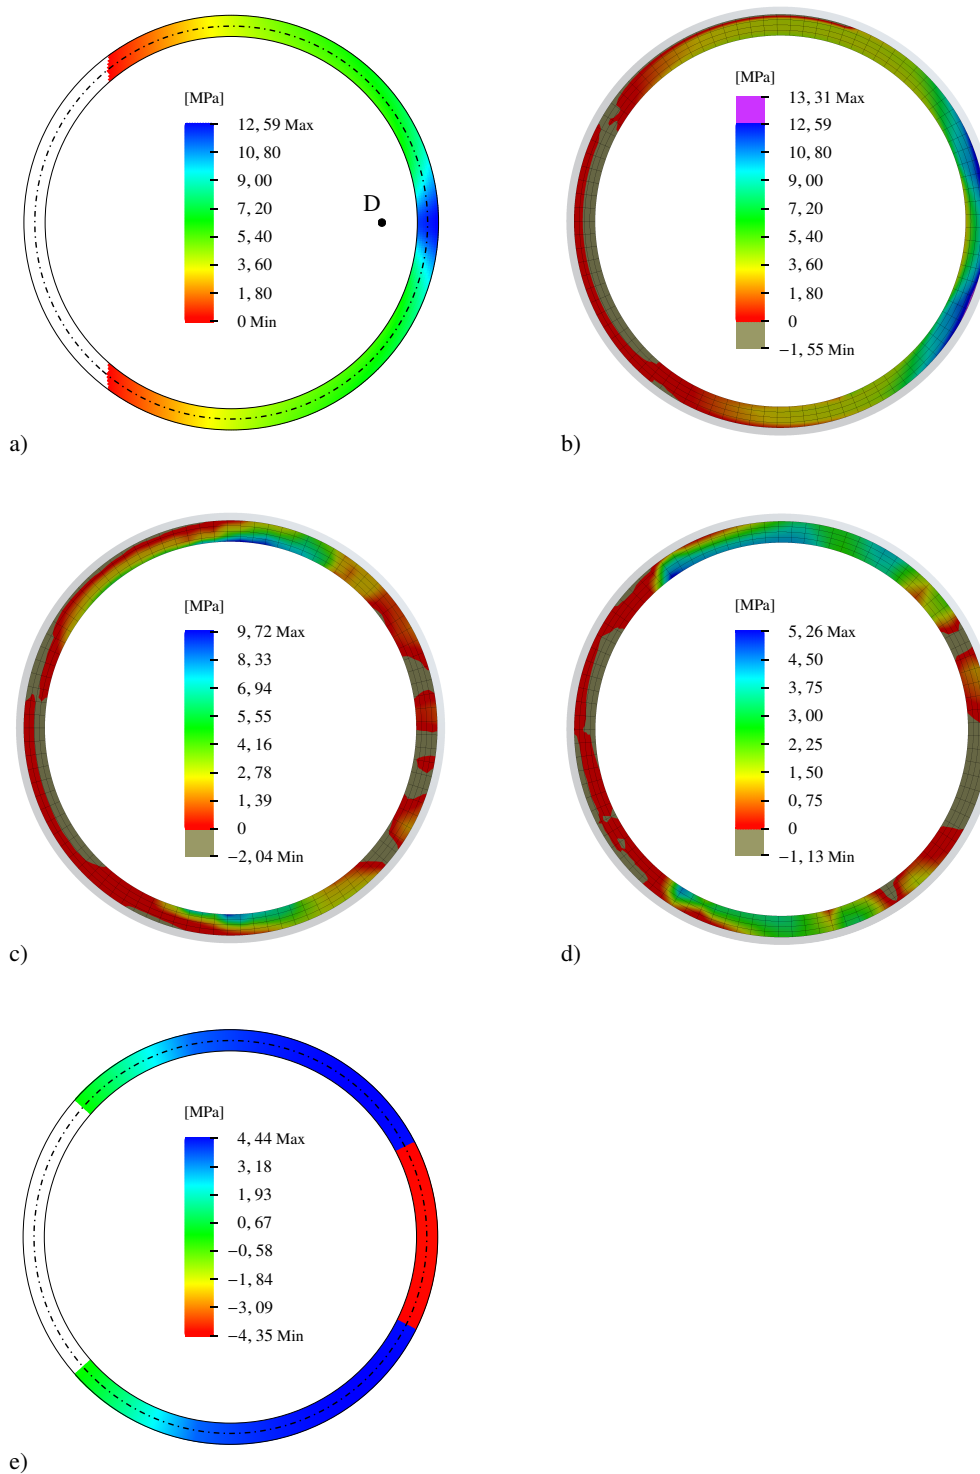 [MPa]
12, 59 Max
10, 80
9, 00
7, 20
5, 40
3, 60
1, 80
0 Min
D
a)
[MPa]
13, 31 Max
12, 59
10, 80
9, 00
7, 20
5, 40
3, 60
1, 80
0
−1, 55 Min
b)
[MPa]
9, 72 Max
8, 33
6, 94
5, 55
4, 16
2, 78
1, 39
0
−2, 04 Min
c)
[MPa]
5, 26 Max
4, 50
3, 75
3, 00
2, 25
1, 50
0, 75
0
−1, 13 Min
d)
[MPa]
4, 44 Max
3, 18
1, 93
0, 67
−0, 58
−1, 84
−3, 09
−4, 35 Min
e)